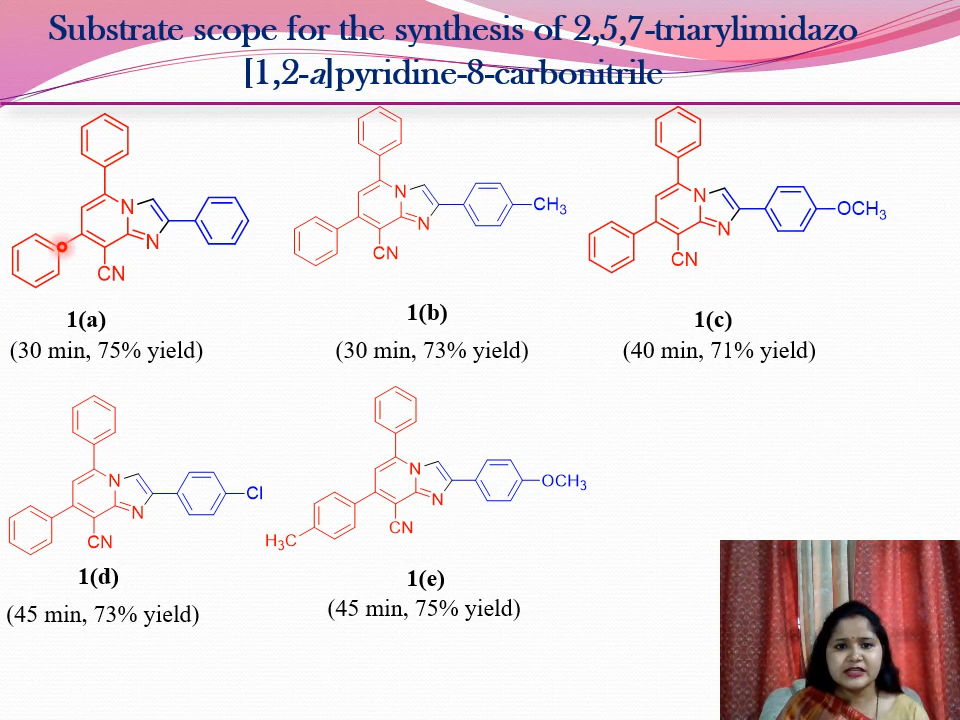 Substrate scope for the synthesis of 2,5,7-triarylimidazo
[1,2-a]pyridine-8-carbonitrile
N
N
CN
1(a)
(30 min, 75% yield)
N
N
CH3
CN
1(b)
(30 min, 73% yield)
N
N
OCH3
CN
1(c)
(40 min, 71% yield)
N
N
Cl
CN
1(d)
(45 min, 73% yield)
N
N
OCH3
CN
H3C
1(e)
(45 min, 75% yield)